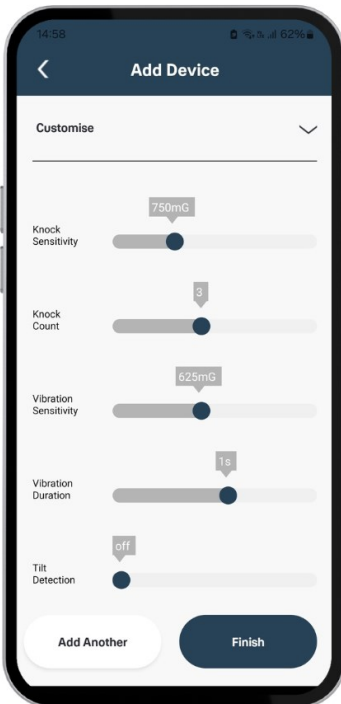 14:58
62%
Add Device
Customise
750mG
Knock
Sensitivity
3
Knock
Count
625mG
Vibration
Sensitivity
1s
Vibration
Duration
off
Tilt
Detection
Add Another
Finish